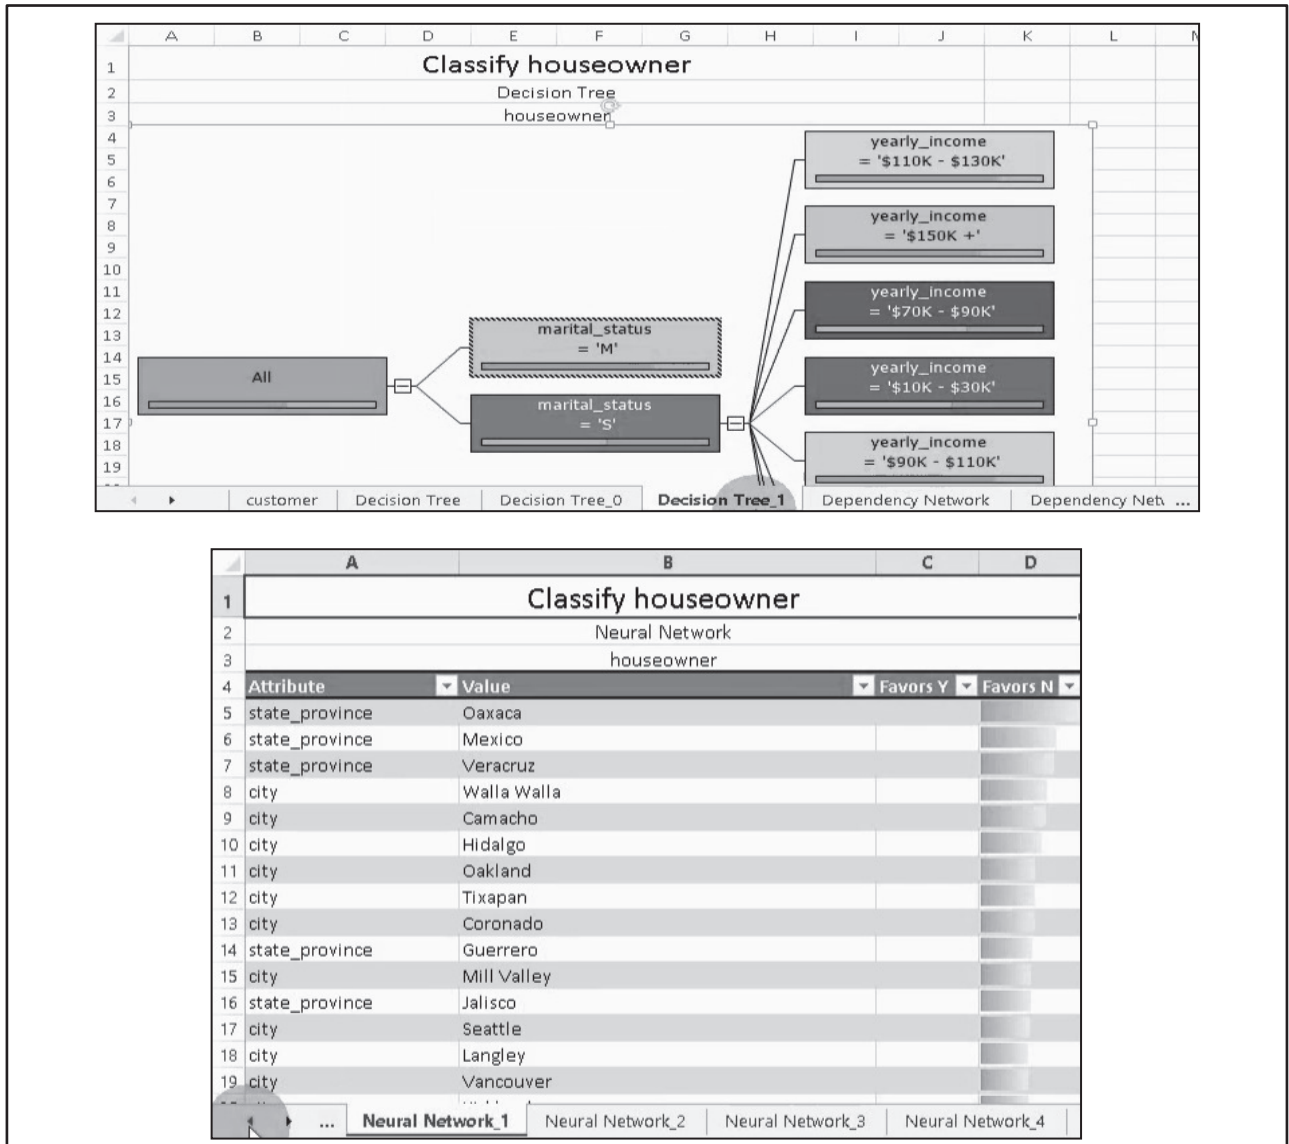 A B C D E F G H I J K L
1 Classify houseowner
2 Decision Tree
3 houseowner
4
5
6
7
8
9
10
11
12
13
14
15
16
17
18
19
All
marital_status
= 'M'
marital_status
= 'S'
yearly_income
= '$110K - $130K'
yearly_income
= '$150K +'
yearly_income
= '$70K - $90K'
yearly_income
= '$10K - $30K'
yearly_income
= '$90K - $110K'
customer Decision Tree Decision Tree_0 Decision Tree_1 Dependency Network Dependency Net ...
A B C D
1 Classify houseowner
2 Neural Network
3 houseowner
4 Attribute Value Favors Y Favors N
5 state_province Oaxaca
6 state_province Mexico
7 state_province Veracruz
8 city Walla Walla
9 city Camacho
10 city Hidalgo
11 city Oakland
12 city Tixapan
13 city Coronado
14 state_province Guerrero
15 city Mill Valley
16 state_province Jalisco
17 city Seattle
18 city Langley
19 city Vancouver
... Neural Network_1 Neural Network_2 Neural Network_3 Neural Network_4